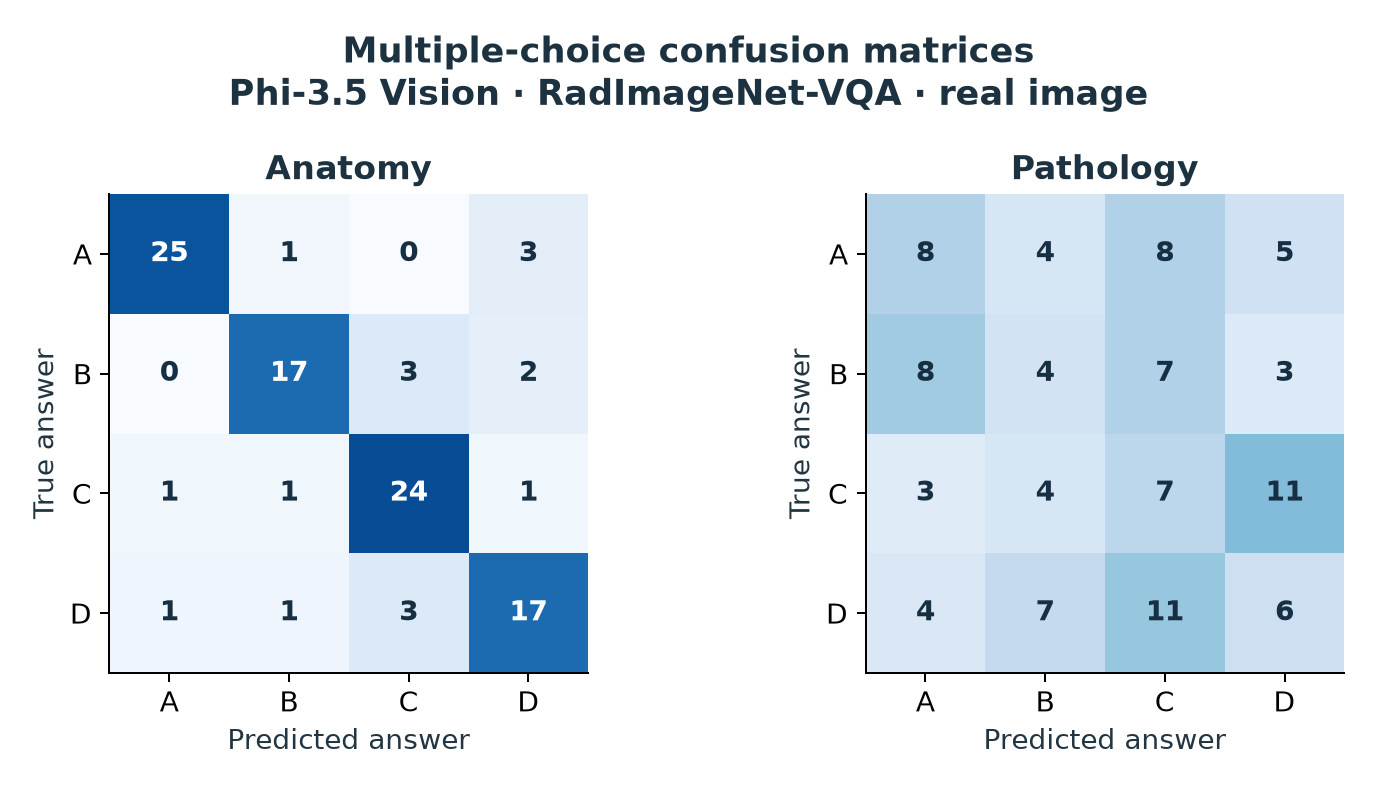 Multiple-choice confusion matrices
Phi-3.5 Vision · RadImageNet-VQA · real image
Anatomy
True answer
A 25 1 0 3
B 0 17 3 2
C 1 1 24 1
D 1 1 3 17
A B C D
Predicted answer
Pathology
True answer
A 8 4 8 5
B 8 4 7 3
C 3 4 7 11
D 4 7 11 6
A B C D
Predicted answer